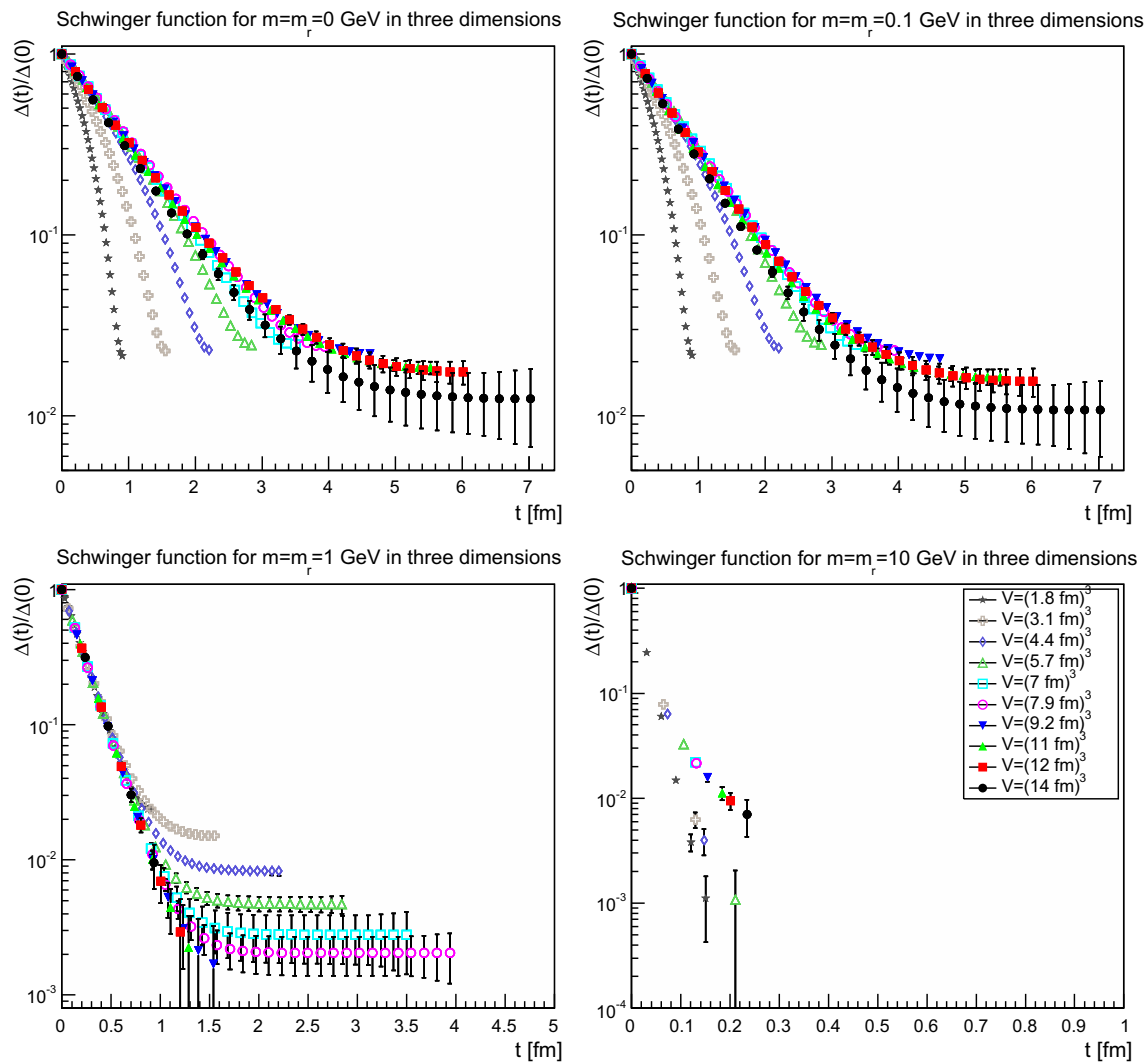 Schwinger function for m=m_r=0 GeV in three dimensions
Δ(t)/Δ(0)
1
10^-1
10^-2
0 1 2 3 4 5 6 7
t [fm]
Schwinger function for m=m_r=0.1 GeV in three dimensions
Δ(t)/Δ(0)
1
10^-1
10^-2
0 1 2 3 4 5 6 7
t [fm]
Schwinger function for m=m_r=1 GeV in three dimensions
Δ(t)/Δ(0)
1
10^-1
10^-2
10^-3
0 0.5 1 1.5 2 2.5 3 3.5 4 4.5 5
t [fm]
Schwinger function for m=m_r=10 GeV in three dimensions
Δ(t)/Δ(0)
1
10^-1
10^-2
10^-3
10^-4
0 0.1 0.2 0.3 0.4 0.5 0.6 0.7 0.8 0.9 1
t [fm]
V=(1.8 fm)^3
V=(3.1 fm)^3
V=(4.4 fm)^3
V=(5.7 fm)^3
V=(7 fm)^3
V=(7.9 fm)^3
V=(9.2 fm)^3
V=(11 fm)^3
V=(12 fm)^3
V=(14 fm)^3